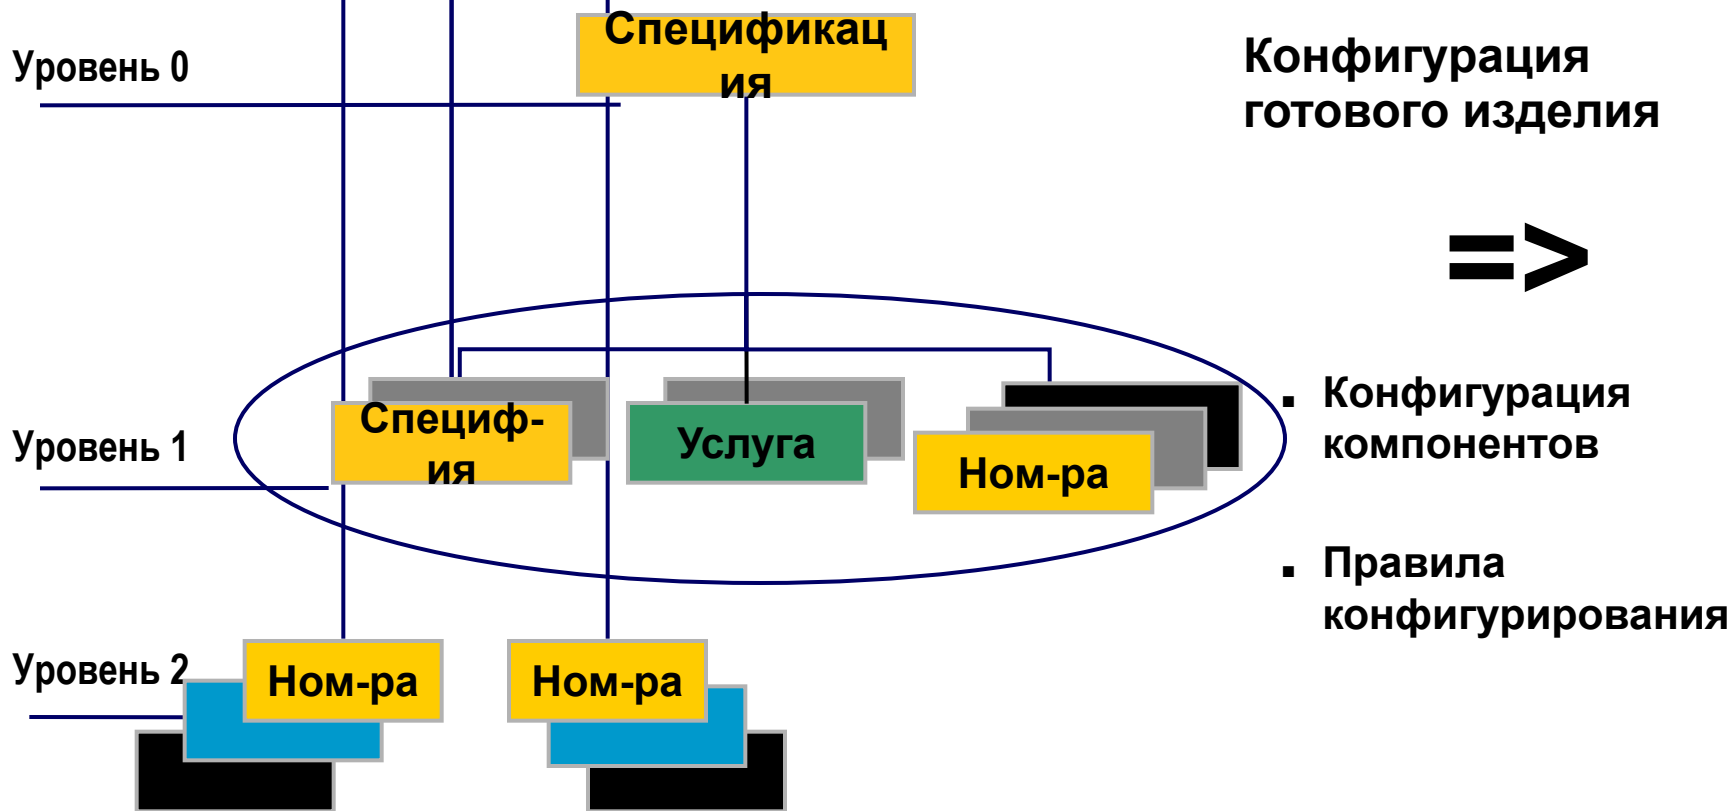 Уровень 0
Спецификац
ия
Конфигурация
готового изделия
=>
Уровень 1
Специф-
ия
Услуга
Ном-ра
▪ Конфигурация
компонентов
▪ Правила
конфигурирования
Уровень 2
Ном-ра
Ном-ра